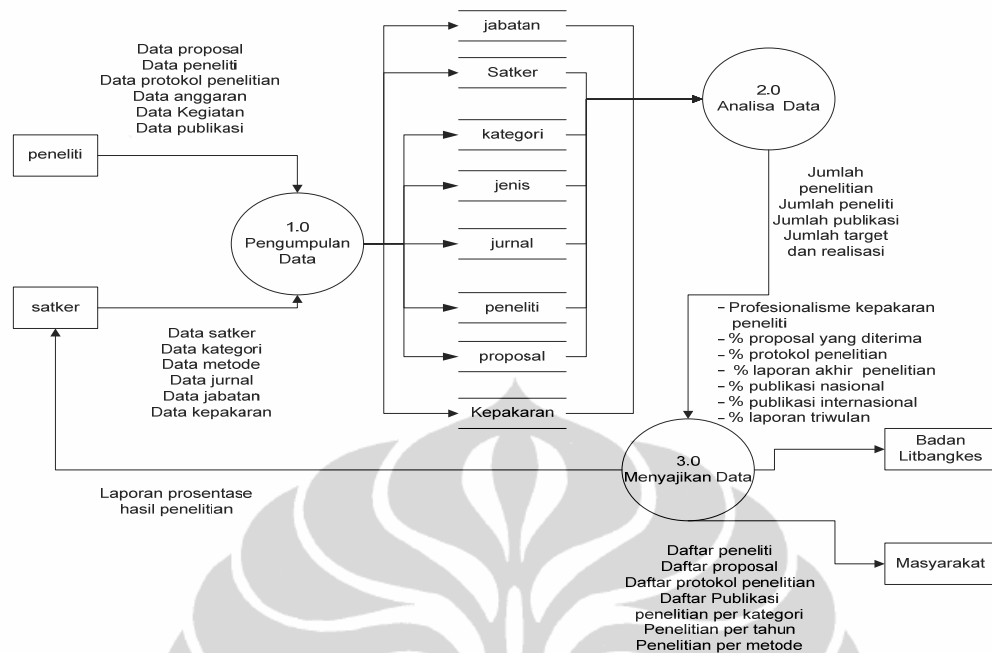 jabatan
Data proposal
Data peneliti
Data protokol penelitian
Data anggaran
Data Kegiatan
Data publikasi
Satker
2.0
Analisa Data
kategori
peneliti
jenis
Jumlah
penelitian
Jumlah peneliti
Jumlah publikasi
Jumlah target
dan realisasi
1.0
Pengumpulan
Data
jurnal
satker
peneliti
- Profesionalisme kepakaran
peneliti
- % proposal yang diterima
- % protokol penelitian
- % laporan akhir penelitian
- % publikasi nasional
- % publikasi internasional
- % laporan triwulan
Data satker
Data kategori
Data metode
Data jurnal
Data jabatan
Data kepakaran
proposal
Kepakaran
Badan
Litbangkes
3.0
Menyajikan Data
Laporan prosentase
hasil penelitian
Masyarakat
Daftar peneliti
Daftar proposal
Daftar protokol penelitian
Daftar Publikasi
penelitian per kategori
Penelitian per tahun
Penelitian per metode